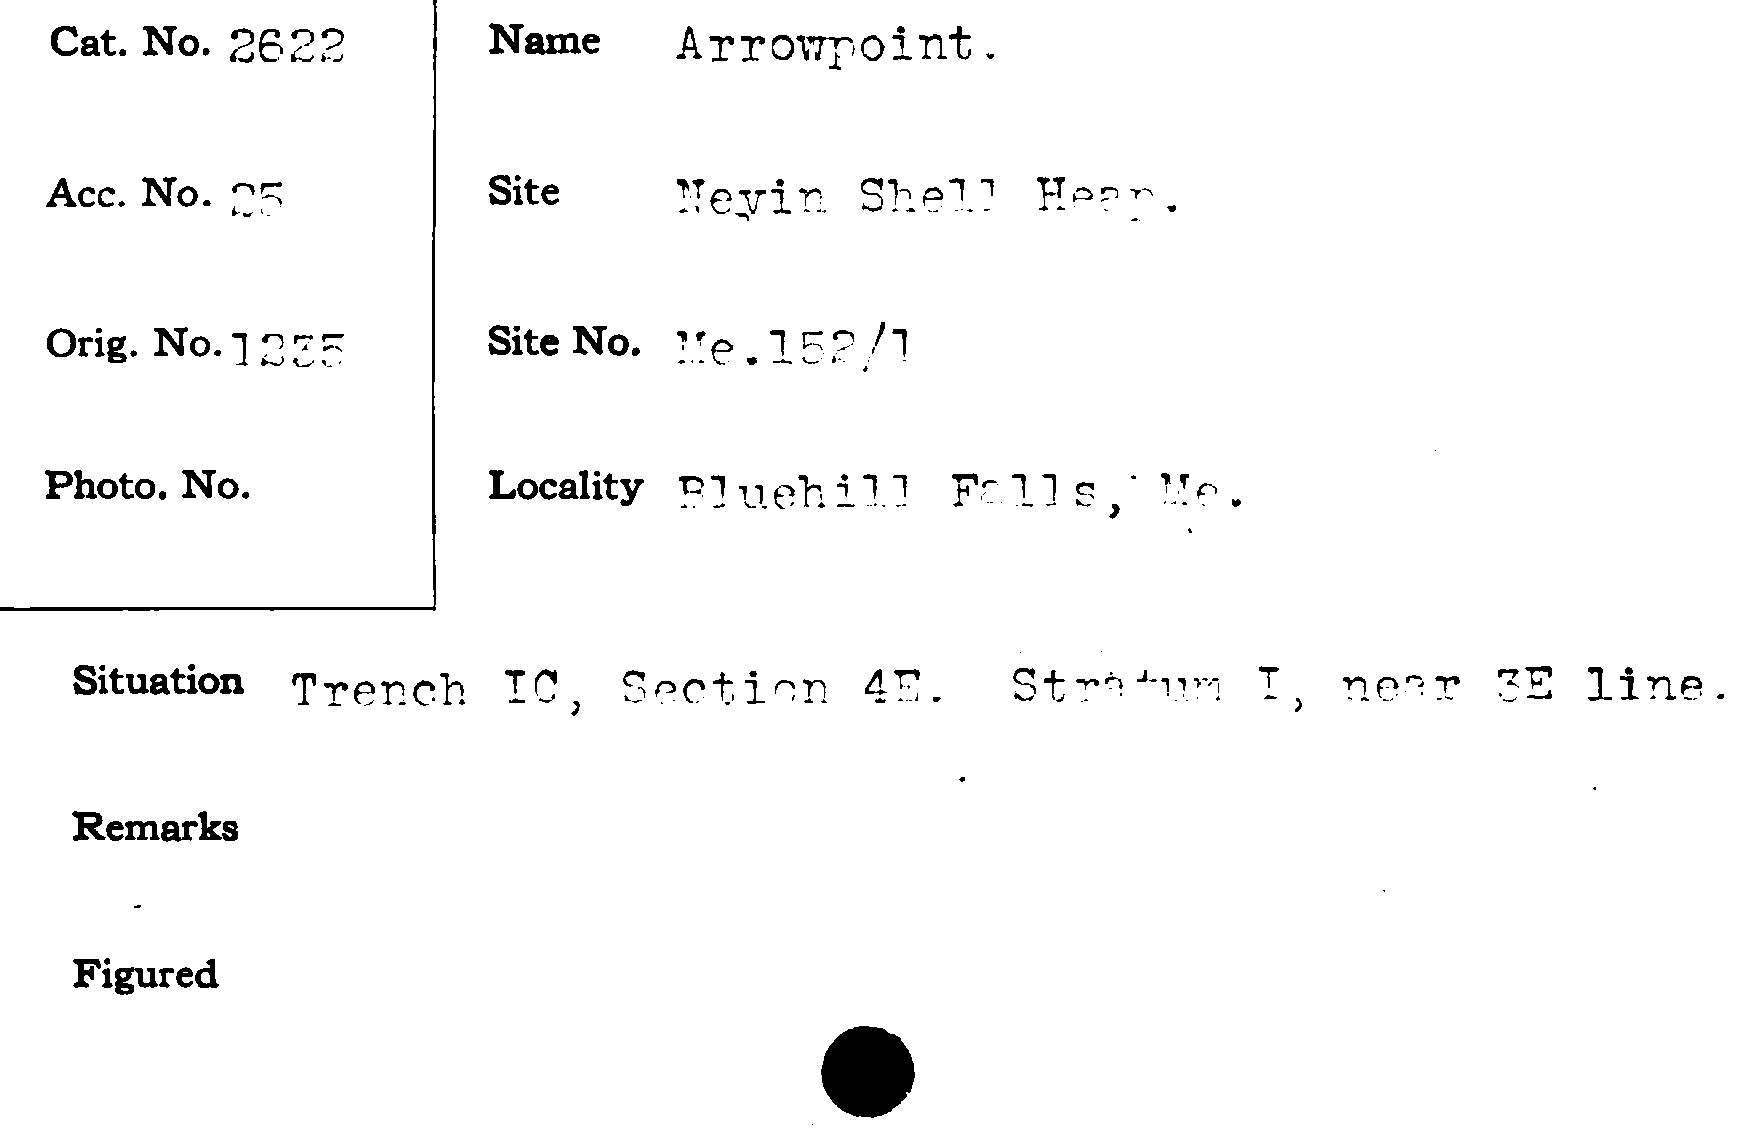 Cat. No. 2622
Name Arrowpoint.
Acc. No. 25
Site Nevin Shell Heap.
Orig. No. 1235
Site No. Me.152/1
Photo. No.
Locality Bluehill Falls, Me.
Situation Trench IC, Section 4E. Stratum I, near 3E line.
Remarks
Figured